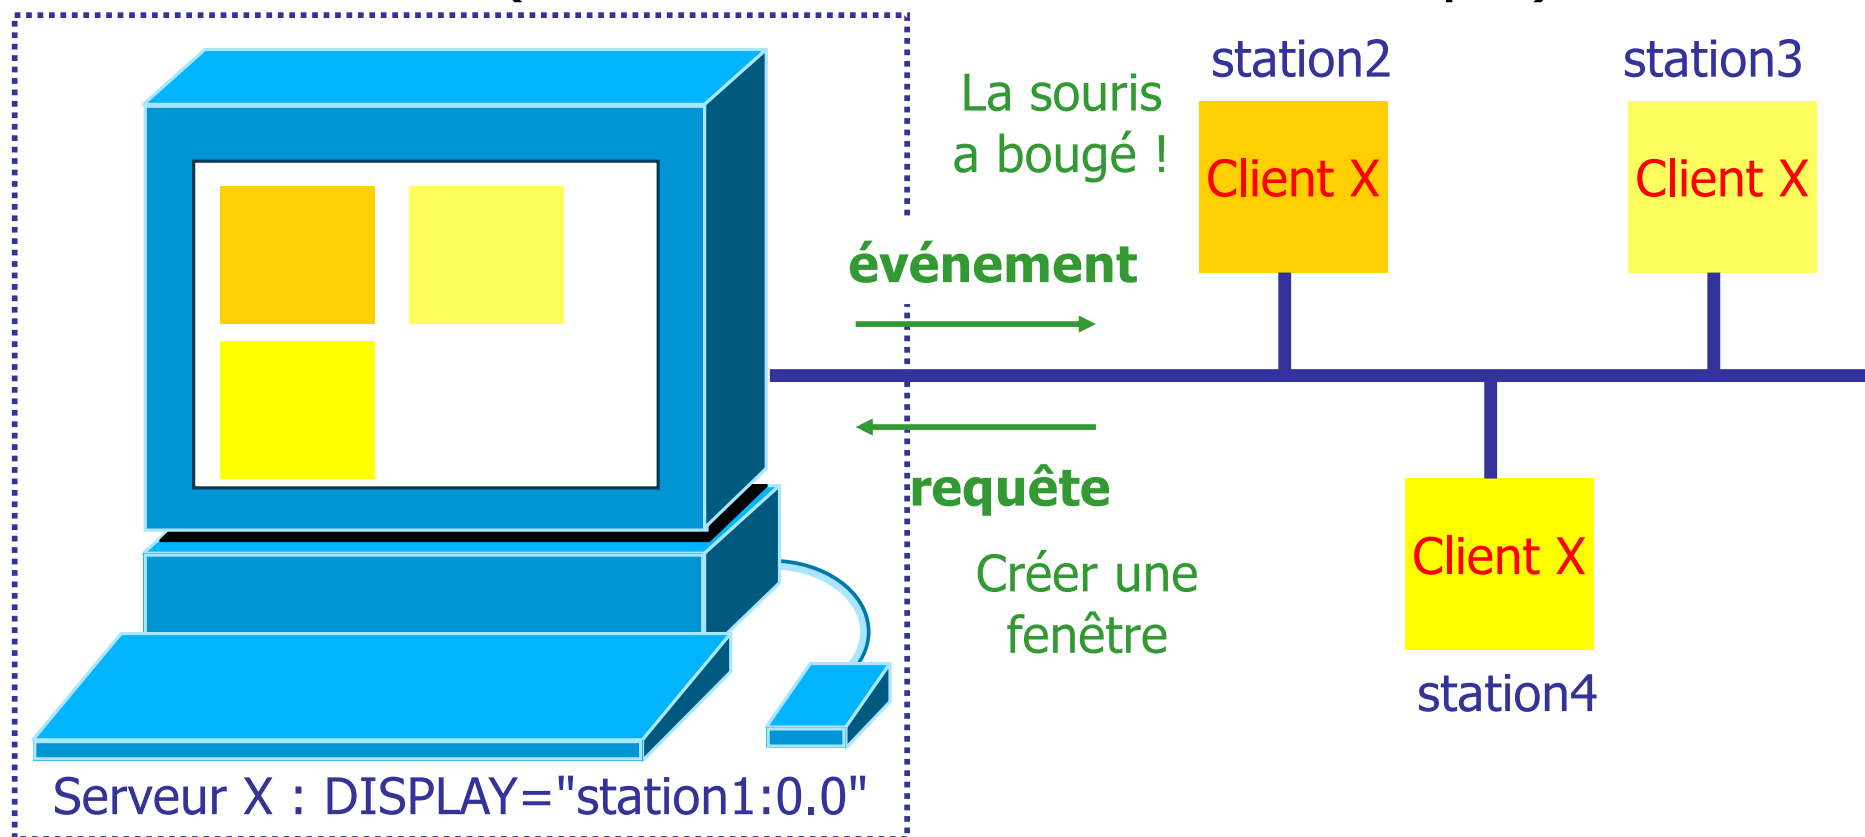 station2
station3
La souris
a bougé !
Client X
Client X
événement
requête
Créer une
fenêtre
Client X
station4
Serveur X : DISPLAY="station1:0.0"